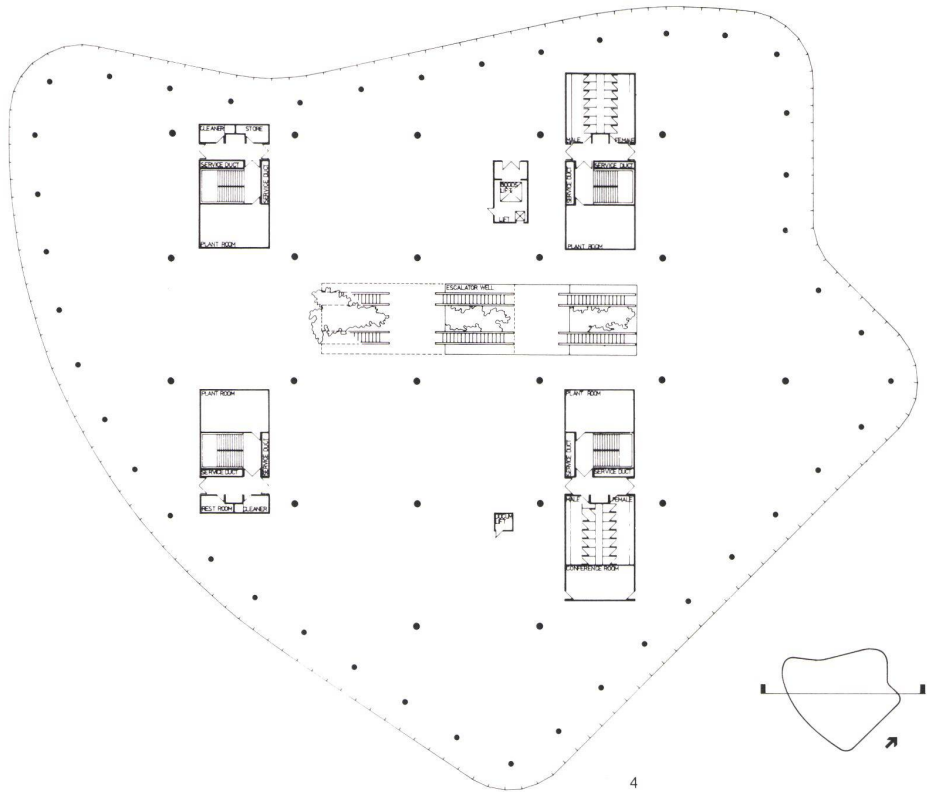 CLEANER STORE
SERVICE DUCT
SERVICE DUCT
PLANT ROOM
GOODS
LIFT
LIFT
MALE FEMALE
SERVICE DUCT
SERVICE DUCT
PLANT ROOM
ESCALATOR WELL
PLANT ROOM
SERVICE DUCT
SERVICE DUCT
REST ROOM CLEANER
LIFT
PLANT ROOM
SERVICE DUCT
SERVICE DUCT
MALE FEMALE
CONFERENCE ROOM
4